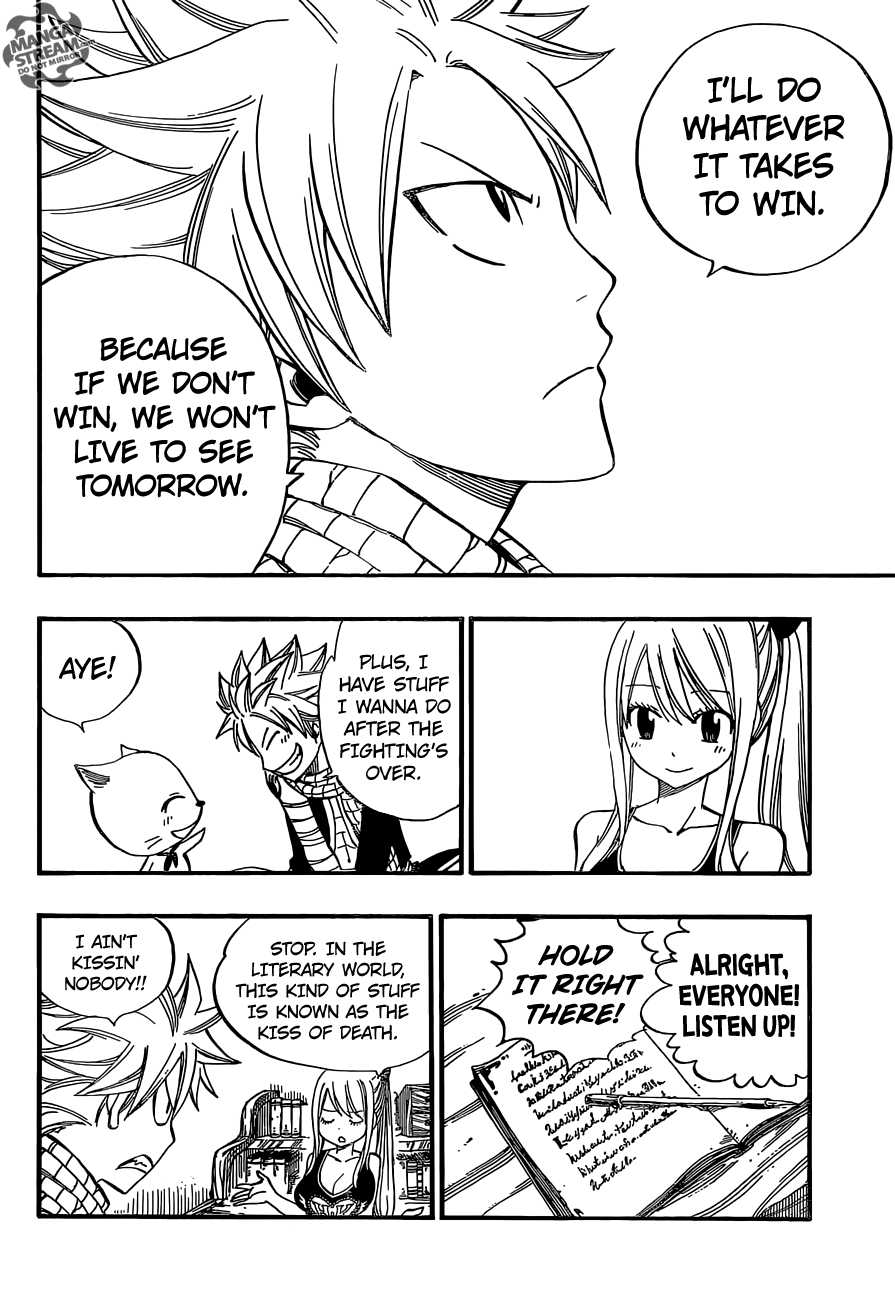 MANGA
STREAM.com
DO NOT MIRROR
I'LL DO
WHATEVER
IT TAKES
TO WIN.
BECAUSE
IF WE DON'T
WIN, WE WON'T
LIVE TO SEE
TOMORROW.
PLUS, I
HAVE STUFF
I WANNA DO
AFTER THE
FIGHTING'S
OVER.
AYE!
ALRIGHT,
EVERYONE!
LISTEN UP!
HOLD
IT RIGHT
THERE!
STOP. IN THE
LITERARY WORLD,
THIS KIND OF STUFF
IS KNOWN AS THE
KISS OF DEATH.
I AIN'T
KISSIN'
NOBODY!!